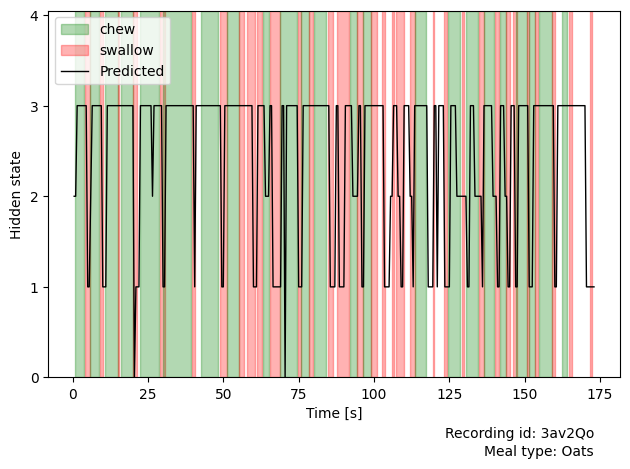 chew
swallow
Predicted
4
3
2
1
0
Hidden state
0 25 50 75 100 125 150 175
Time [s]
Recording id: 3av2Qo
Meal type: Oats